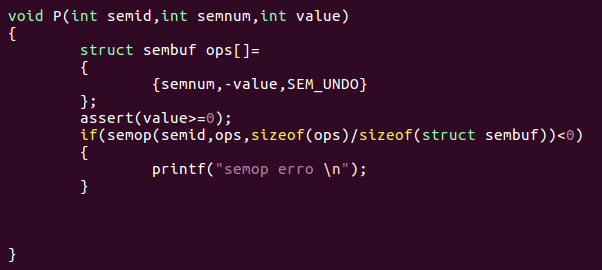 void P(int semid,int semnum,int value)
{
        struct sembuf ops[]=
        {
                {semnum,-value,SEM_UNDO}
        };
        assert(value>=0);
        if(semop(semid,ops,sizeof(ops)/sizeof(struct sembuf))<0)
        {
                printf("semop erro \n");
        }
}